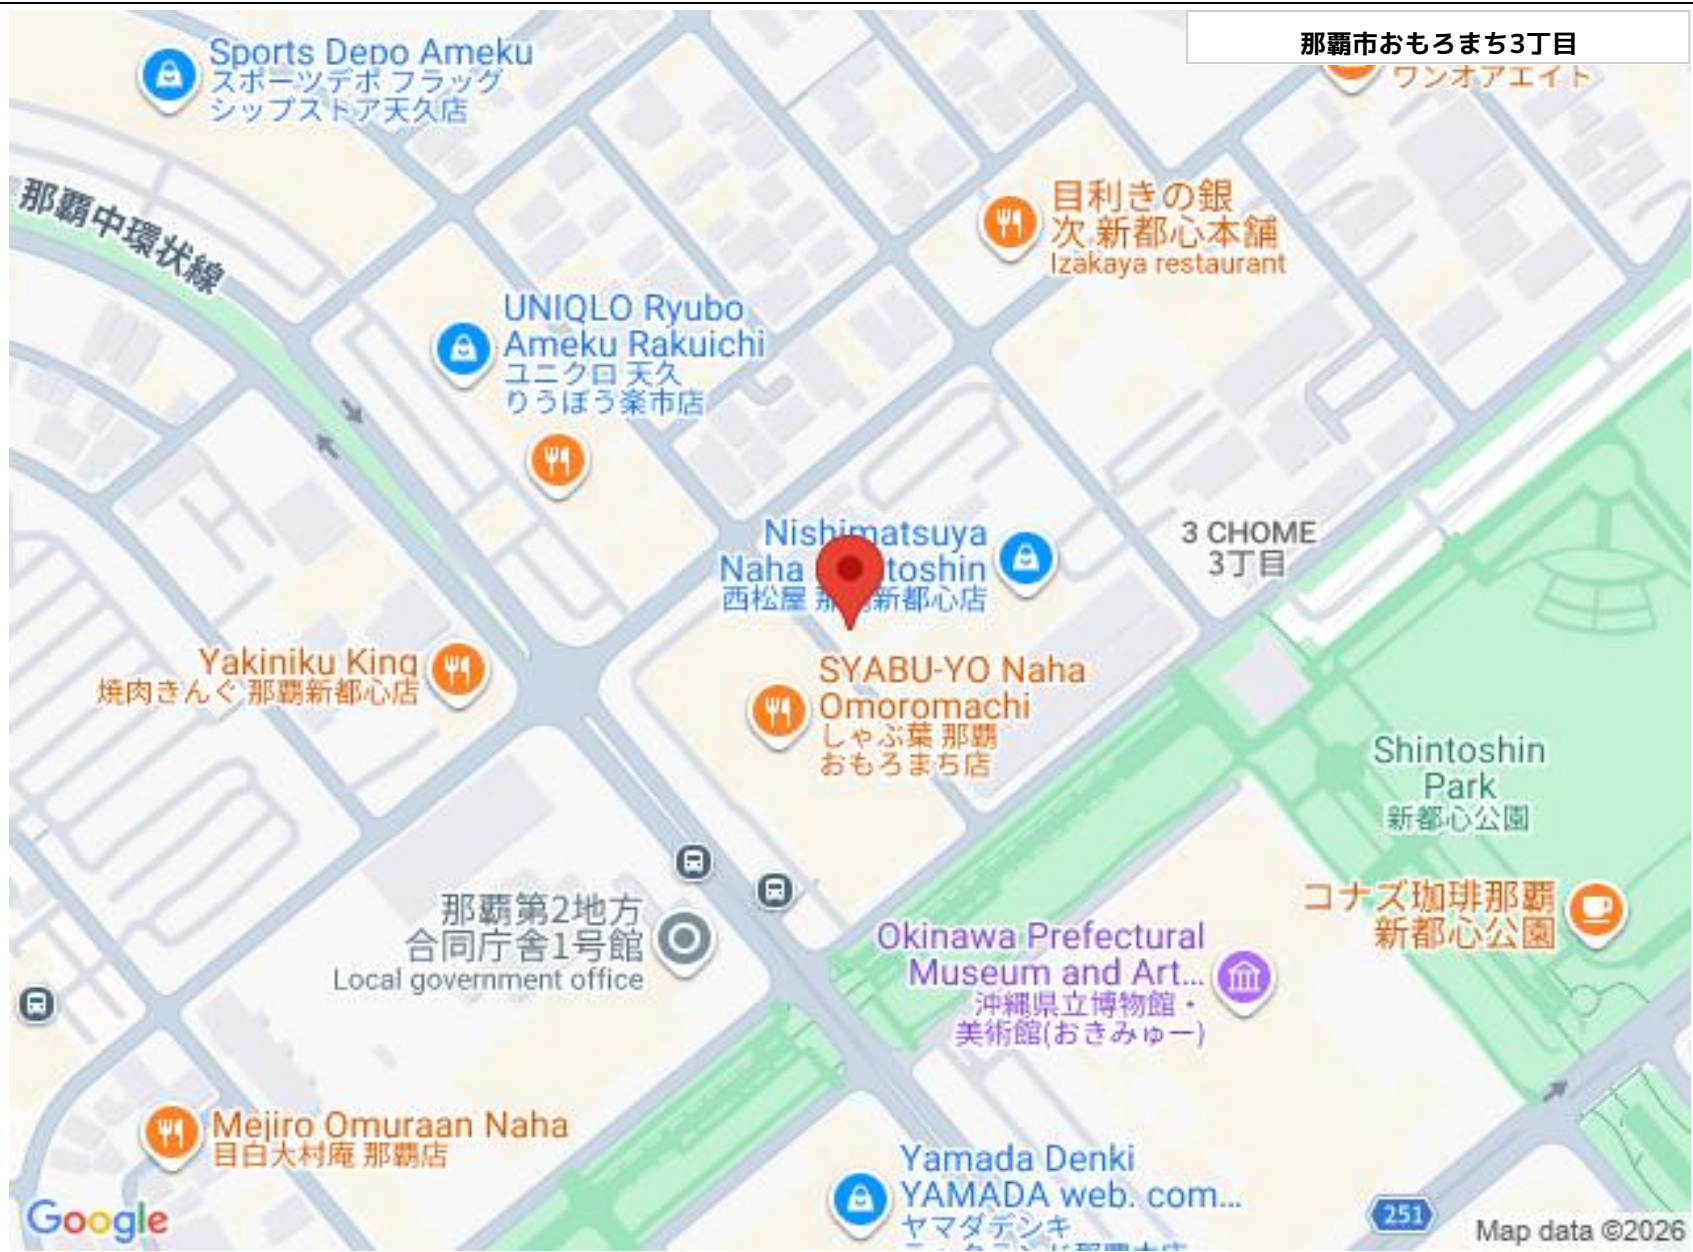 那覇市おもろまち3丁目
Sports Depo Ameku
スポーツデポ フラッグ
シップストア天久店
ワンオアエイト
那覇中環状線
目利きの銀
次 新都心本舗
Izakaya restaurant
UNIQLO Ryubo
Ameku Rakuichi
ユニクロ 天久
りうぼう楽市店
Nishimatsuya
Naha toshin
西松屋 那 新都心店
3 CHOME
3丁目
Yakiniku King
焼肉きんぐ 那覇新都心店
SYABU-YO Naha
Omoromachi
しゃぶ葉 那覇
おもろまち店
Shintoshin
Park
新都心公園
コナズ珈琲那覇
新都心公園
那覇第2地方
合同庁舎1号館
Local government office
Okinawa Prefectural
Museum and Art...
沖縄県立博物館・
美術館(おきみゅー)
Mejiro Omuraan Naha
目白大村庵 那覇店
Yamada Denki
YAMADA web. com...
ヤマダデンキ
251
Google
Map data ©2026